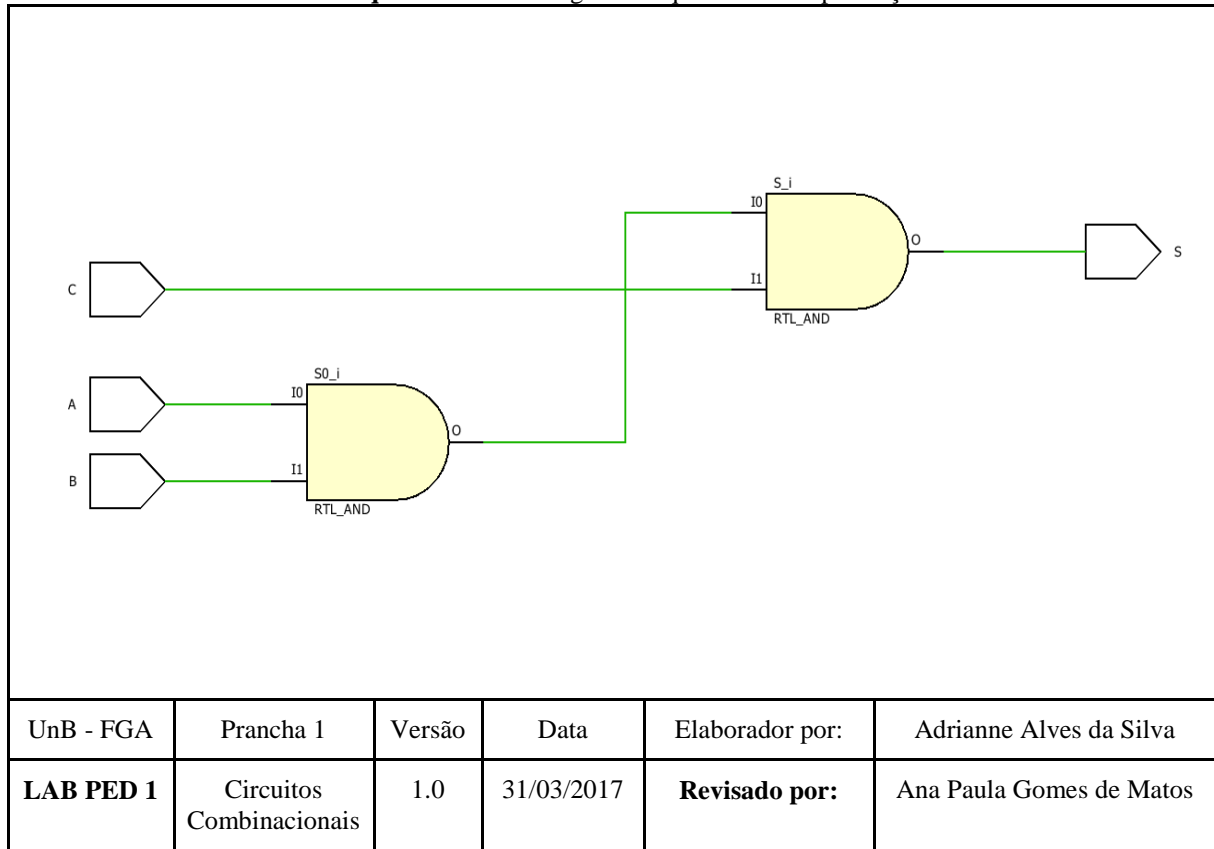 S_i
I0
O
S
I1
C
RTL_AND
S0_i
I0
A
O
I1
B
RTL_AND
UnB - FGA Prancha 1 Versão Data Elaborador por: Adrianne Alves da Silva
LAB PED 1 Circuitos Combinacionais 1.0 31/03/2017 Revisado por: Ana Paula Gomes de Matos